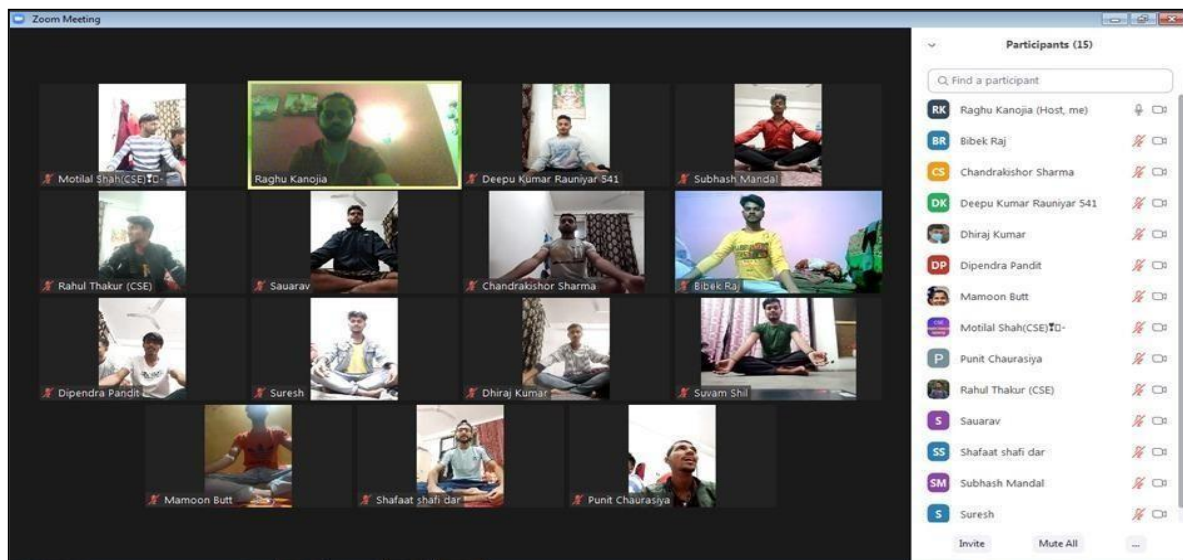 Zoom Meeting
Motilal Shah(CSE)❣️□-
Raghu Kanojia
Deepu Kumar Rauniyar 541
Subhash Mandal
Rahul Thakur (CSE)
Sauarav
Chandrakishor Sharma
Bibek Raj
Dipendra Pandit
Suresh
Dhiraj Kumar
Suvam Shil
Mamoon Butt
Shafaat shafi dar
Punit Chaurasiya
Participants (15)
Find a participant
RK Raghu Kanojia (Host, me)
BR Bibek Raj
CS Chandrakishor Sharma
DK Deepu Kumar Rauniyar 541
Dhiraj Kumar
DP Dipendra Pandit
Mamoon Butt
Motilal Shah(CSE)❣️□-
P Punit Chaurasiya
Rahul Thakur (CSE)
S Sauarav
SS Shafaat shafi dar
SM Subhash Mandal
S Suresh
Invite Mute All ...